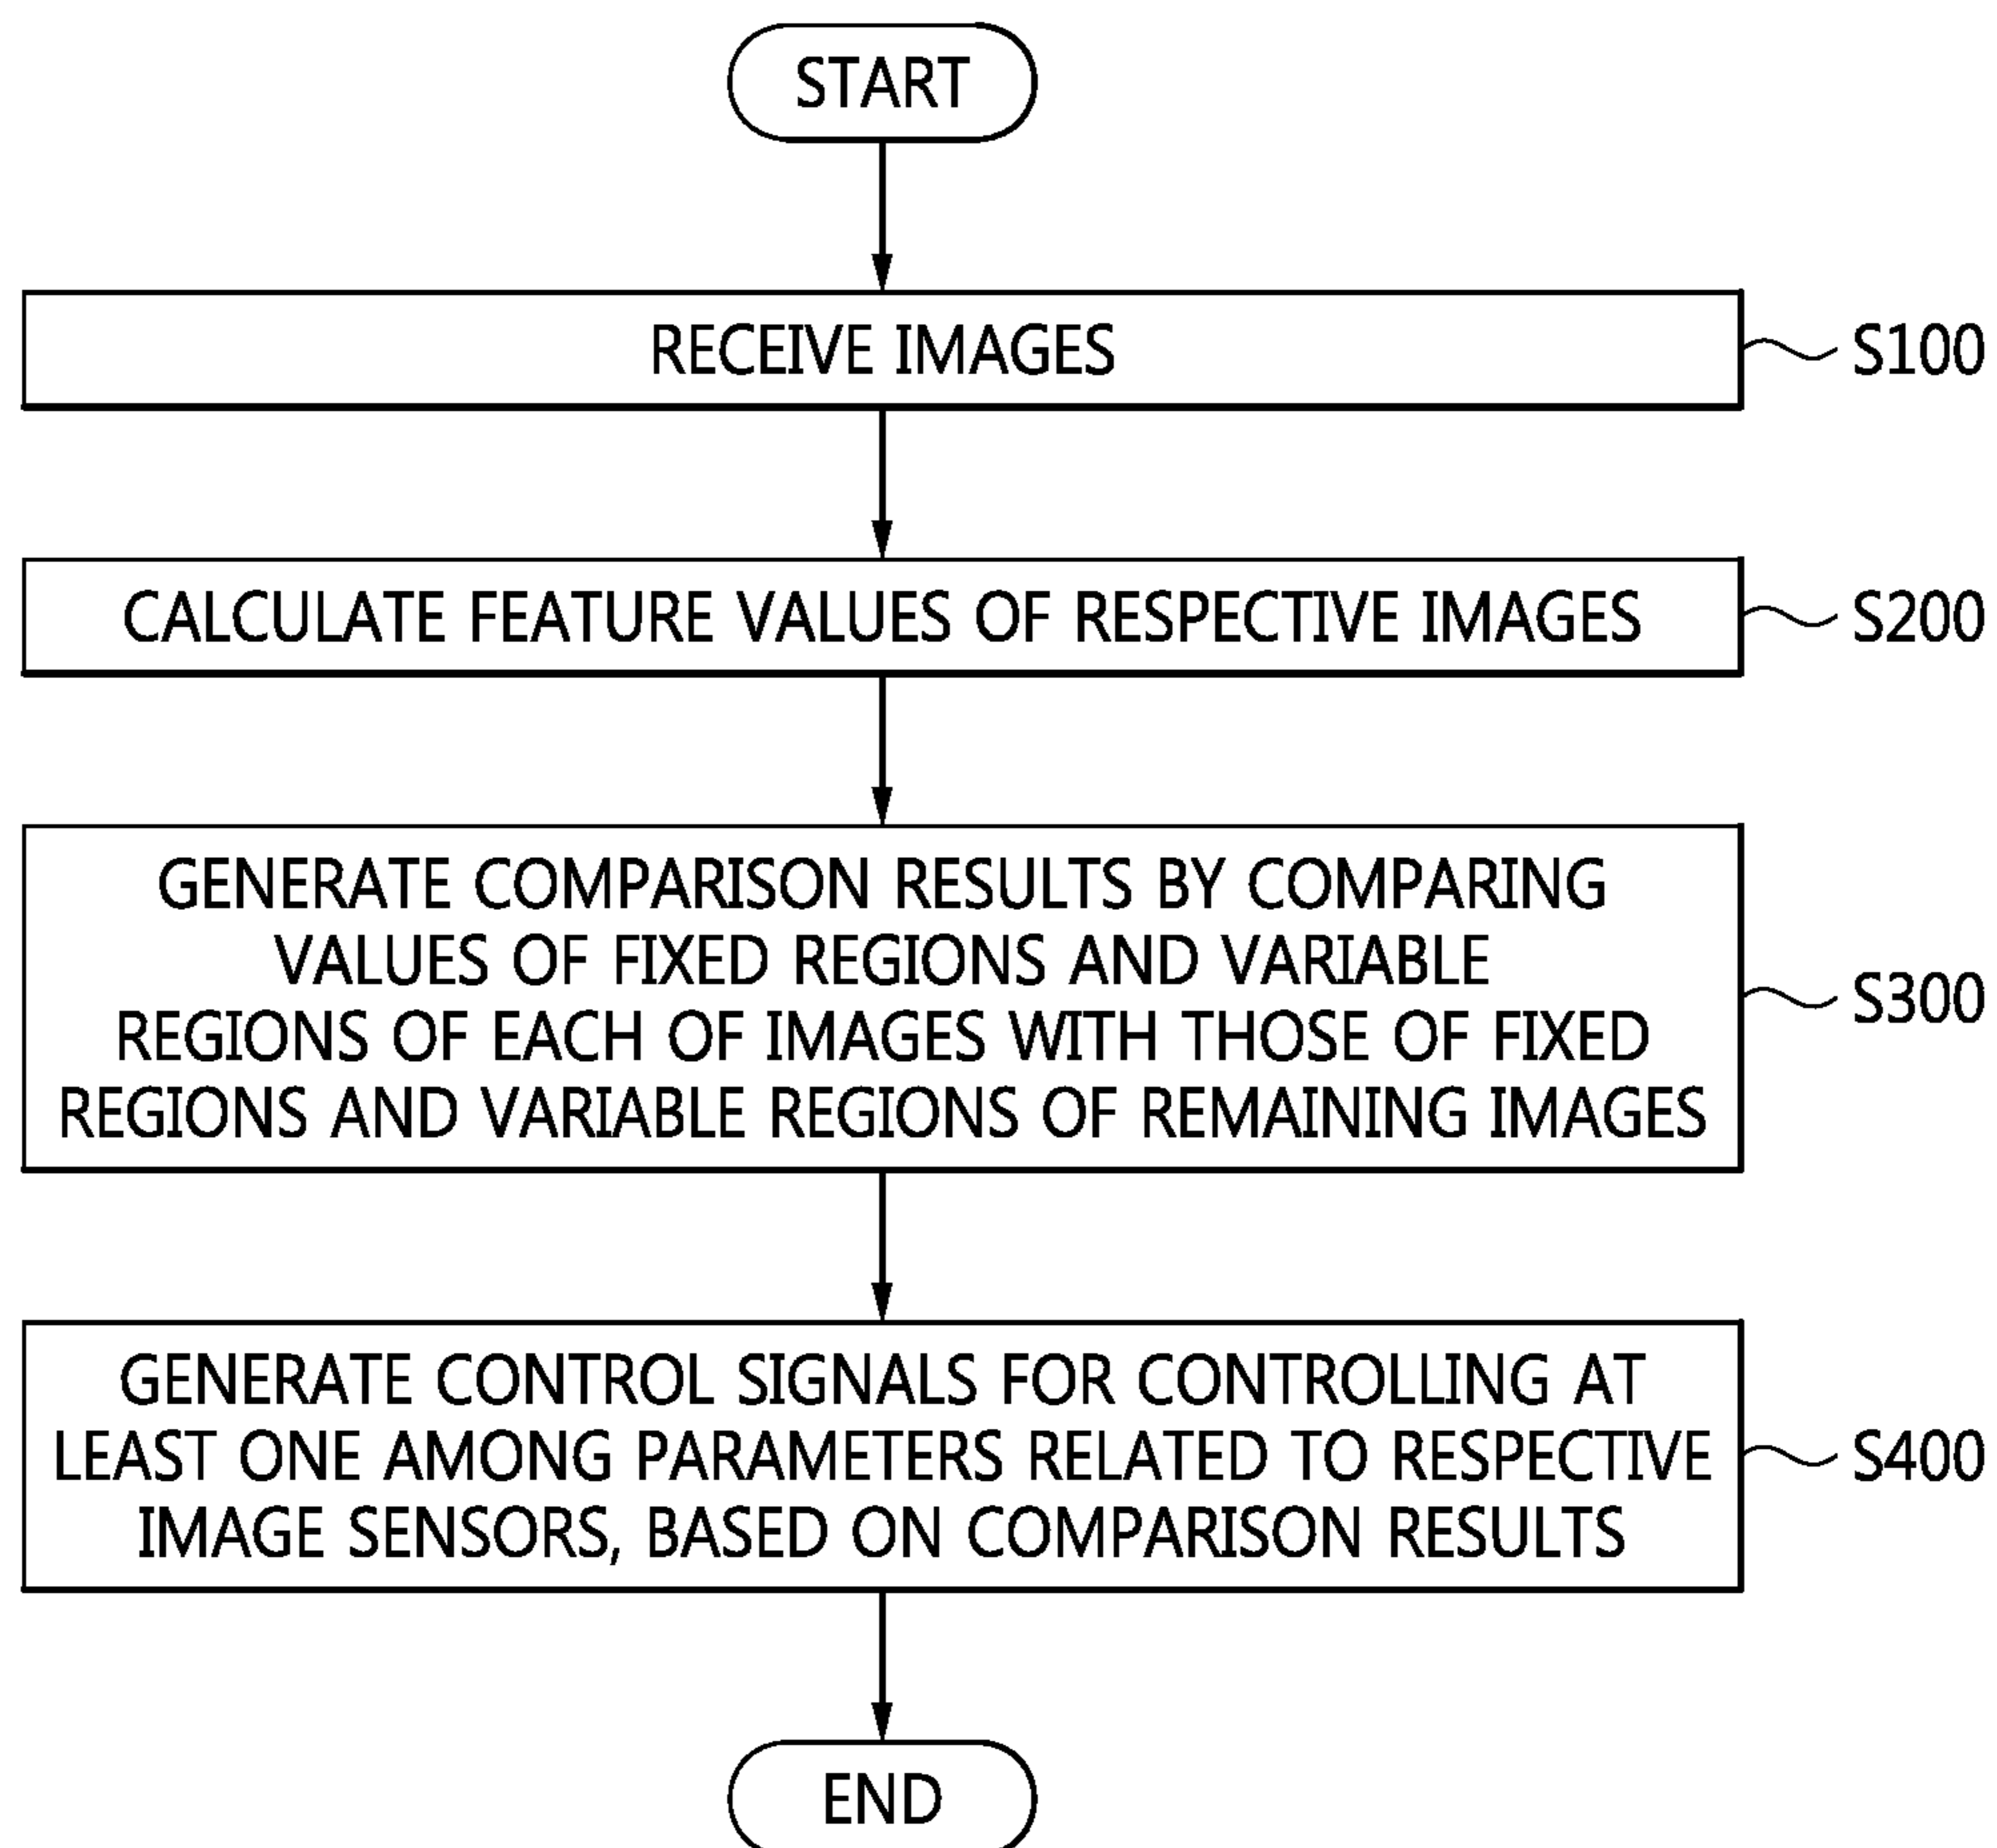 START
RECEIVE IMAGES
S100
CALCULATE FEATURE VALUES OF RESPECTIVE IMAGES
S200
GENERATE COMPARISON RESULTS BY COMPARING
VALUES OF FIXED REGIONS AND VARIABLE
REGIONS OF EACH OF IMAGES WITH THOSE OF FIXED
REGIONS AND VARIABLE REGIONS OF REMAINING IMAGES
S300
GENERATE CONTROL SIGNALS FOR CONTROLLING AT
LEAST ONE AMONG PARAMETERS RELATED TO RESPECTIVE
IMAGE SENSORS, BASED ON COMPARISON RESULTS
S400
END